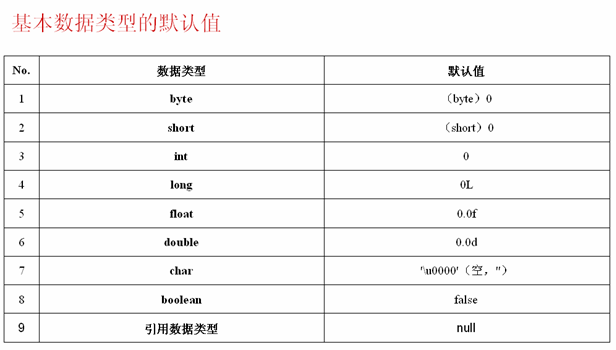 基本数据类型的默认值
No. 数据类型 默认值
1 byte （byte）0
2 short （short）0
3 int 0
4 long 0L
5 float 0.0f
6 double 0.0d
7 char '\u0000'（空，''）
8 boolean false
9 引用数据类型 null